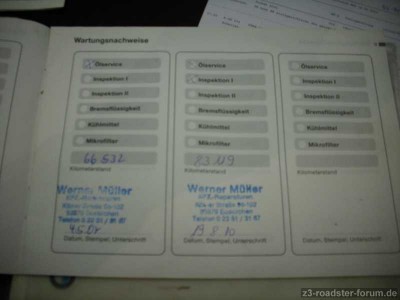 Wartungsnachweise
Ölservice
Inspektion I
Inspektion II
Bremsflüssigkeit
Kühlmittel
Mikrofilter
66 532
Kilometerstand
Werner Müller
KFZ-Reparaturen
Datum, Stempel, Unterschrift
Ölservice
Inspektion I
Inspektion II
Bremsflüssigkeit
Kühlmittel
Mikrofilter
Kilometerstand
Werner Müller
KFZ-Reparaturen
19.8.10
Datum, Stempel, Unterschrift
Ölservice
Inspektion I
Inspektion II
Bremsflüssigkeit
Kühlmittel
Mikrofilter
Kilometerstand
Datum, Stempel, Unterschrift
z3-roadster-forum.de